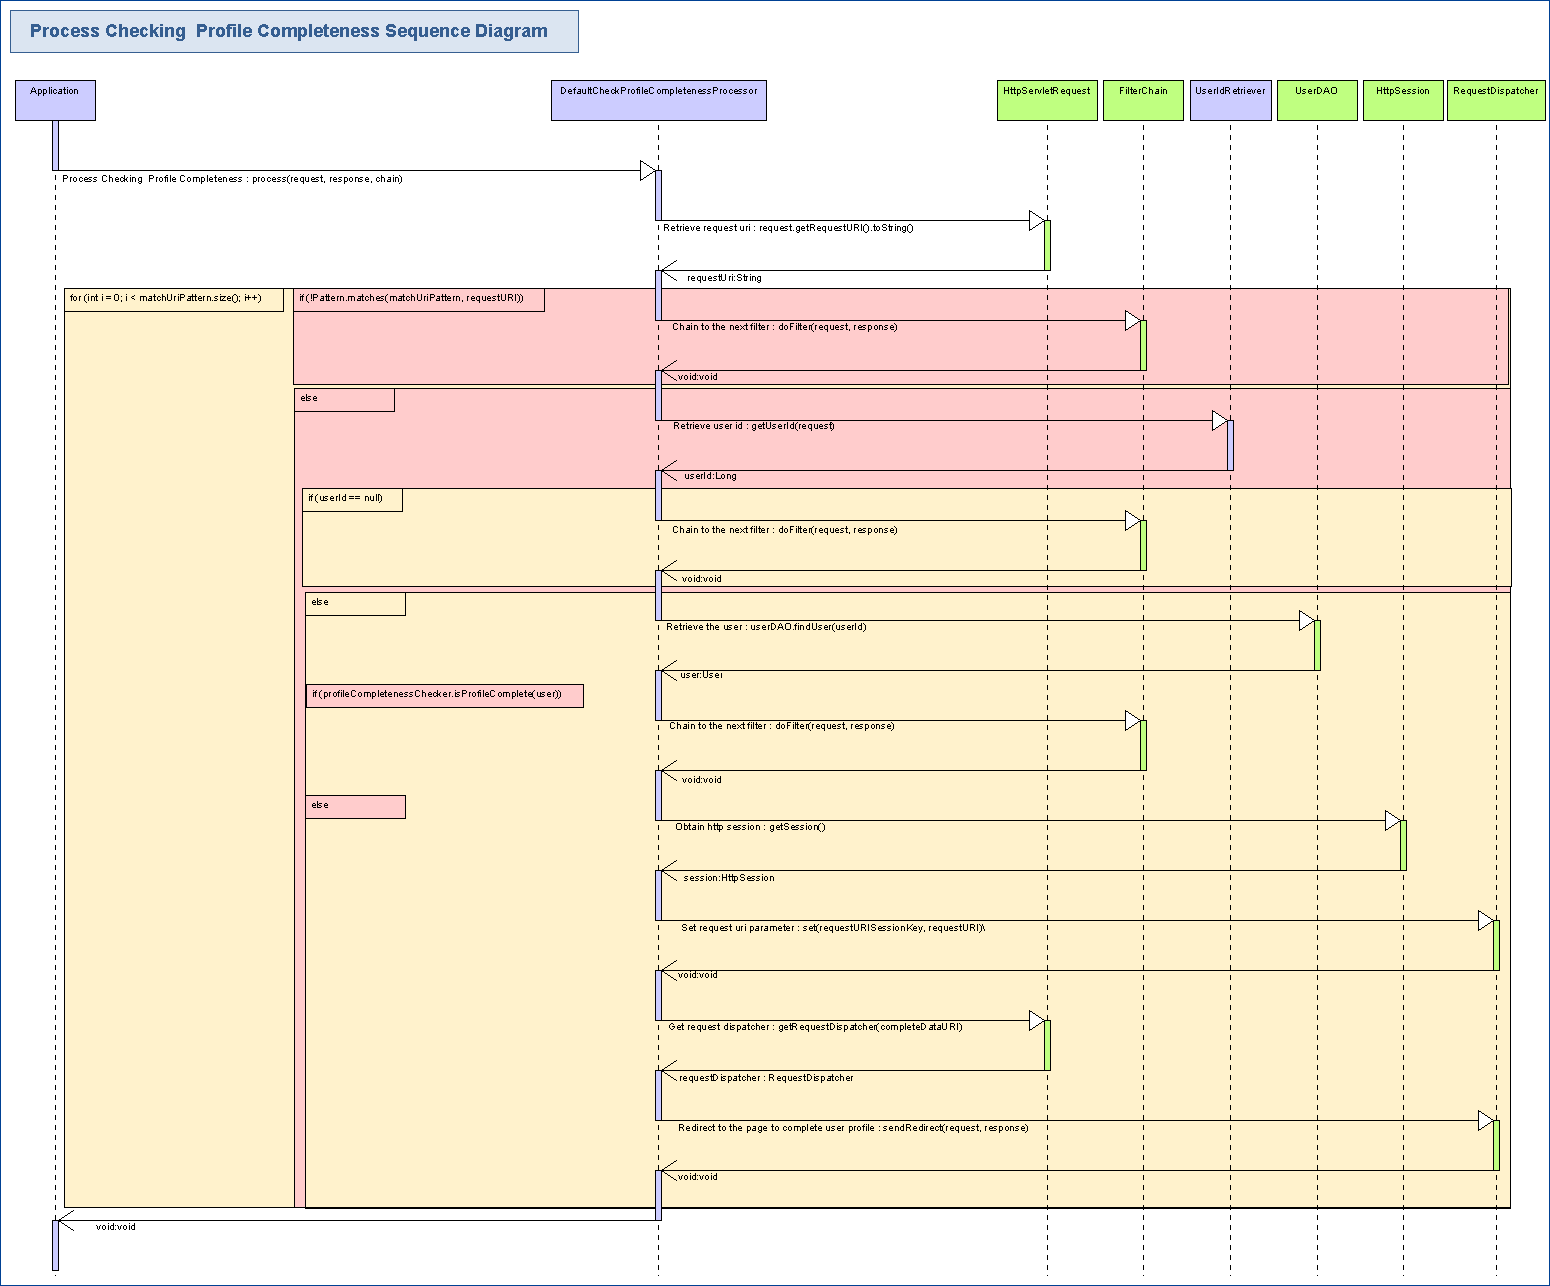 Process Checking  Profile Completeness Sequence Diagram
Application
DefaultCheckProfileCompletenessProcessor
HttpServletRequest
FilterChain
UserIdRetriever
UserDAO
HttpSession
RequestDispatcher
Process Checking  Profile Completeness : process(request, response, chain)
Retrieve request uri : request.getRequestURI().toString()
requestUri:String
for (int i = 0; i < matchUriPattern.size(); i++)
if (!Pattern.matches(matchUriPattern, requestURI))
Chain to the next filter : doFilter(request, response)
void:void
else
Retrieve user id : getUserId(request)
userId:Long
if (userId == null)
Chain to the next filter : doFilter(request, response)
void:void
else
Retrieve the user : userDAO.findUser(userId)
user:User
if (profileCompletenessChecker.isProfileComplete(user))
Chain to the next filter : doFilter(request, response)
void:void
else
Obtain http session : getSession()
session:HttpSession
Set request uri parameter : set(requestURISessionKey, requestURI)\
void:void
Get request dispatcher : getRequestDispatcher(completeDataURI)
requestDispatcher : RequestDispatcher
Redirect to the page to complete user profile : sendRedirect(request, response)
void:void
void:void